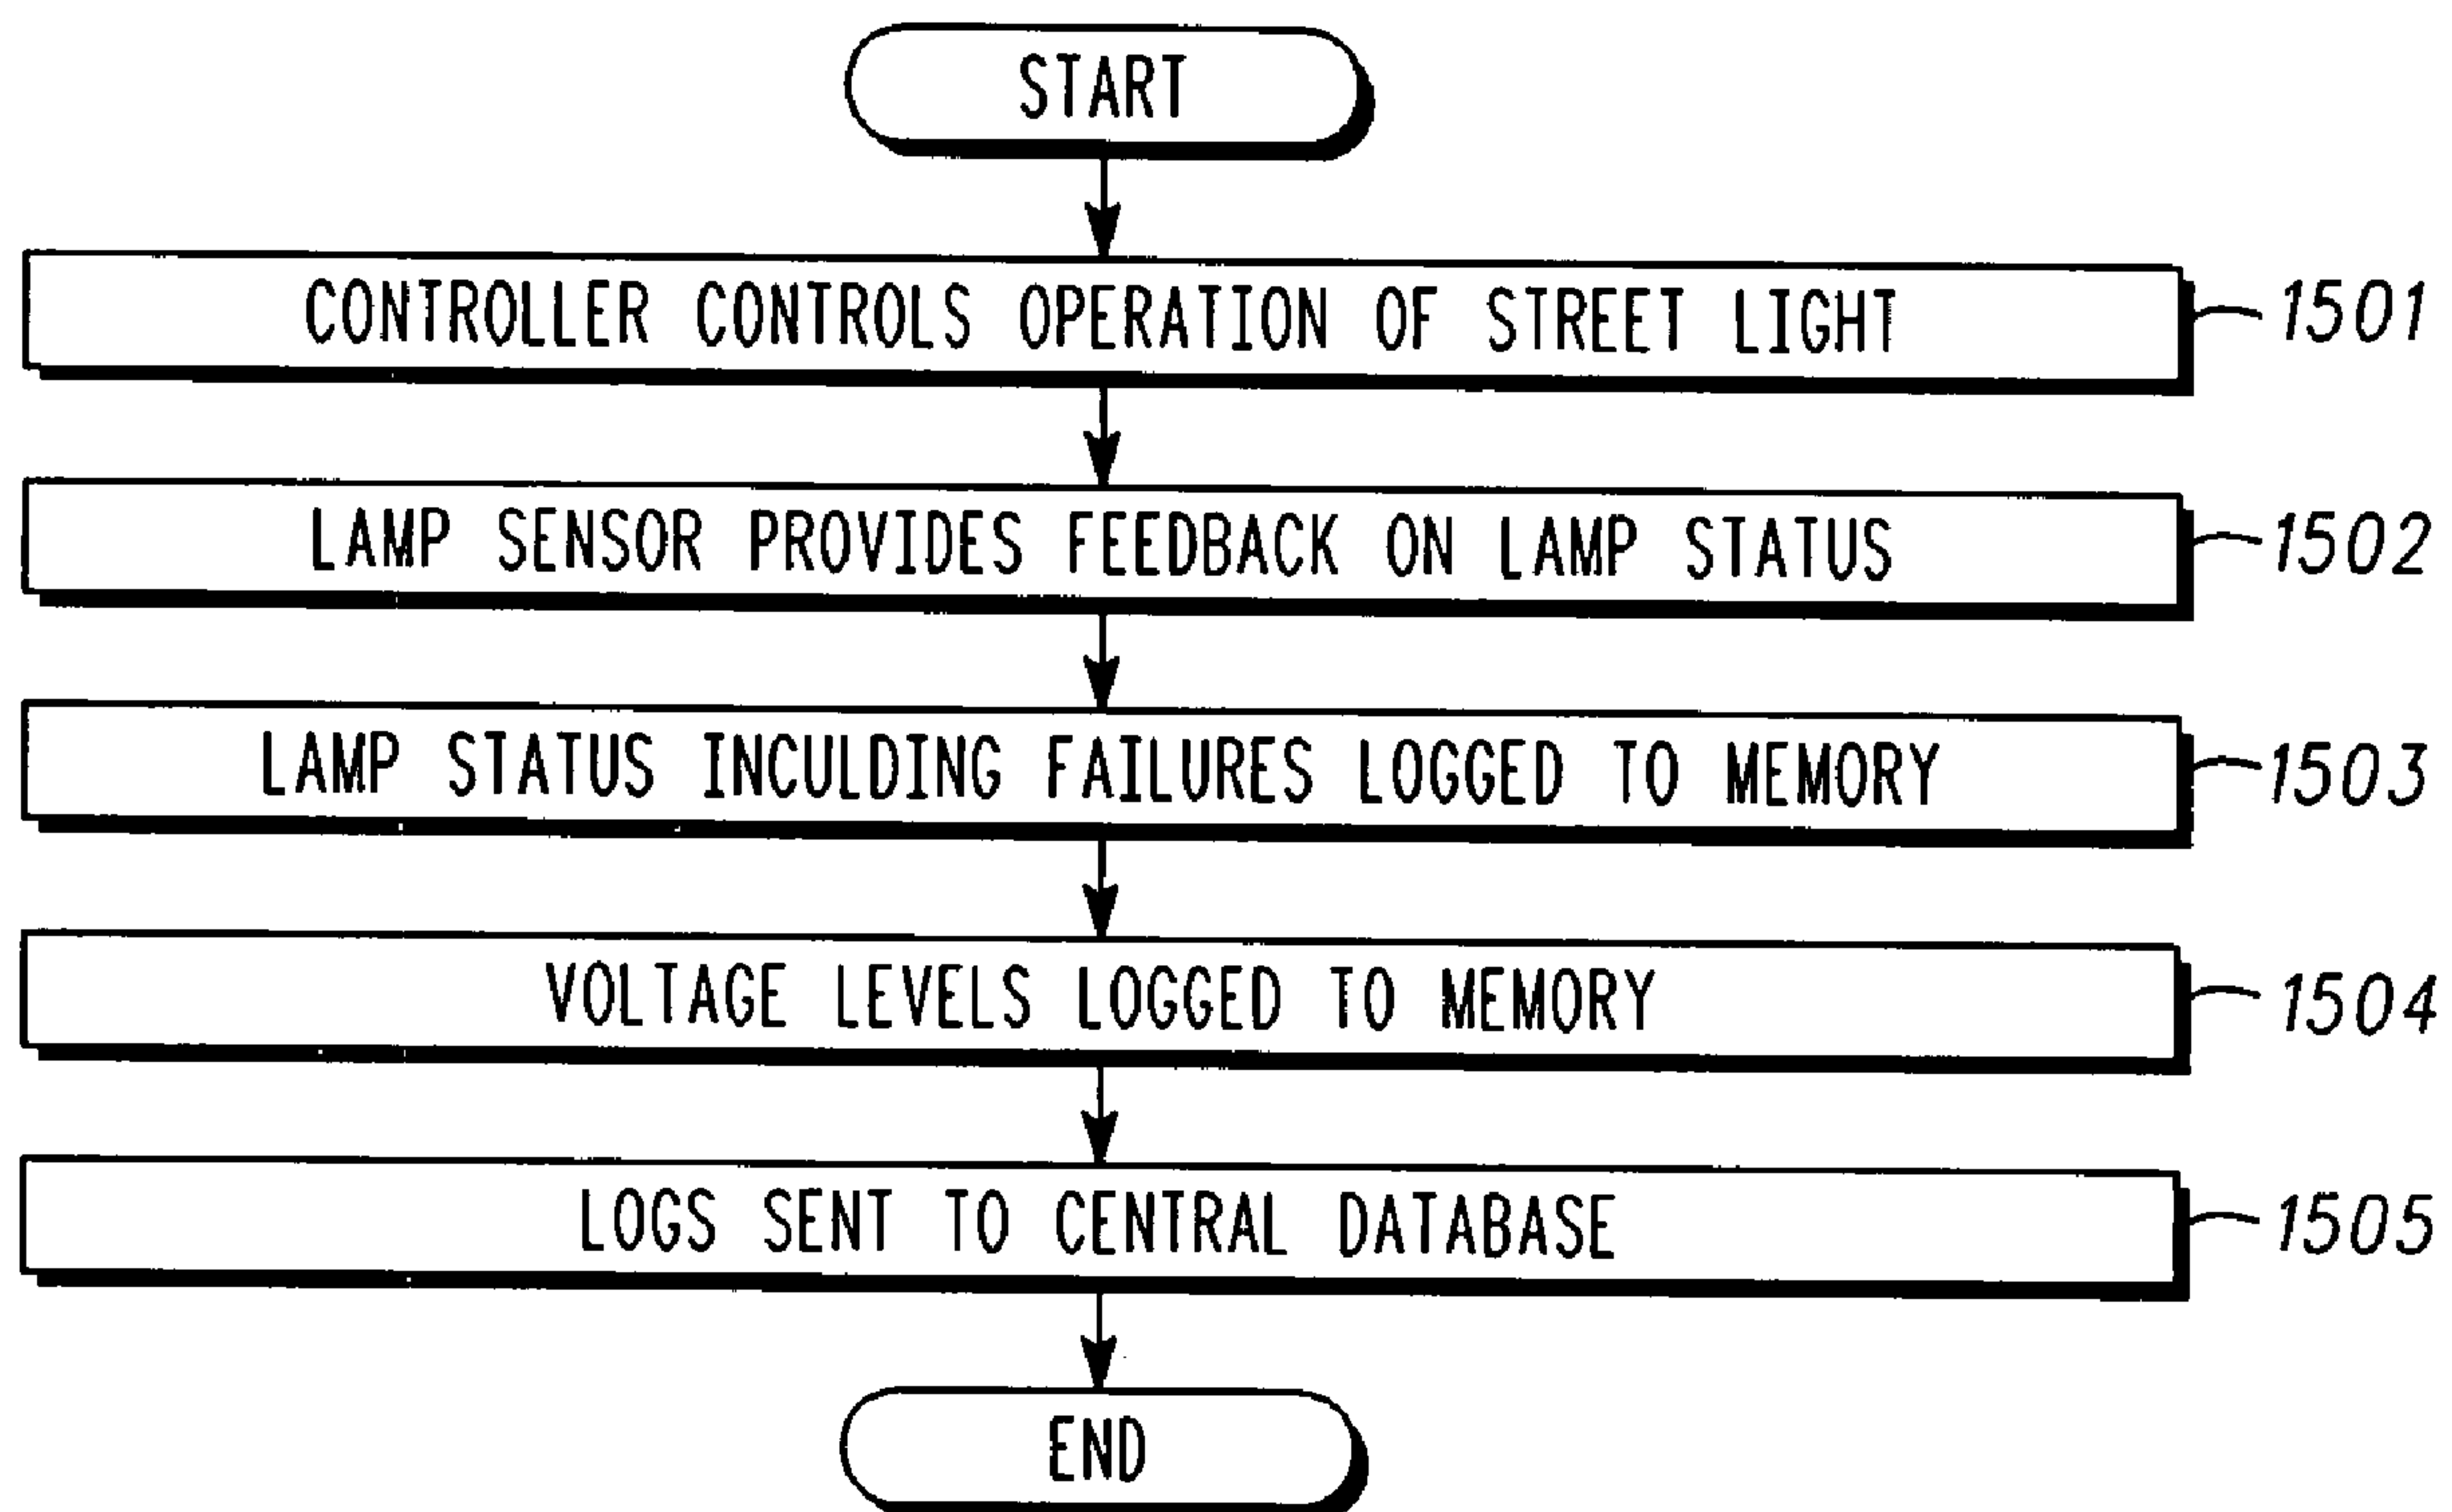 START
CONTROLLER CONTROLS OPERATION OF STREET LIGHT 1501
LAMP SENSOR PROVIDES FEEDBACK ON LAMP STATUS 1502
LAMP STATUS INCULDING FAILURES LOGGED TO MEMORY 1503
VOLTAGE LEVELS LOGGED TO MEMORY 1504
LOGS SENT TO CENTRAL DATABASE 1505
END